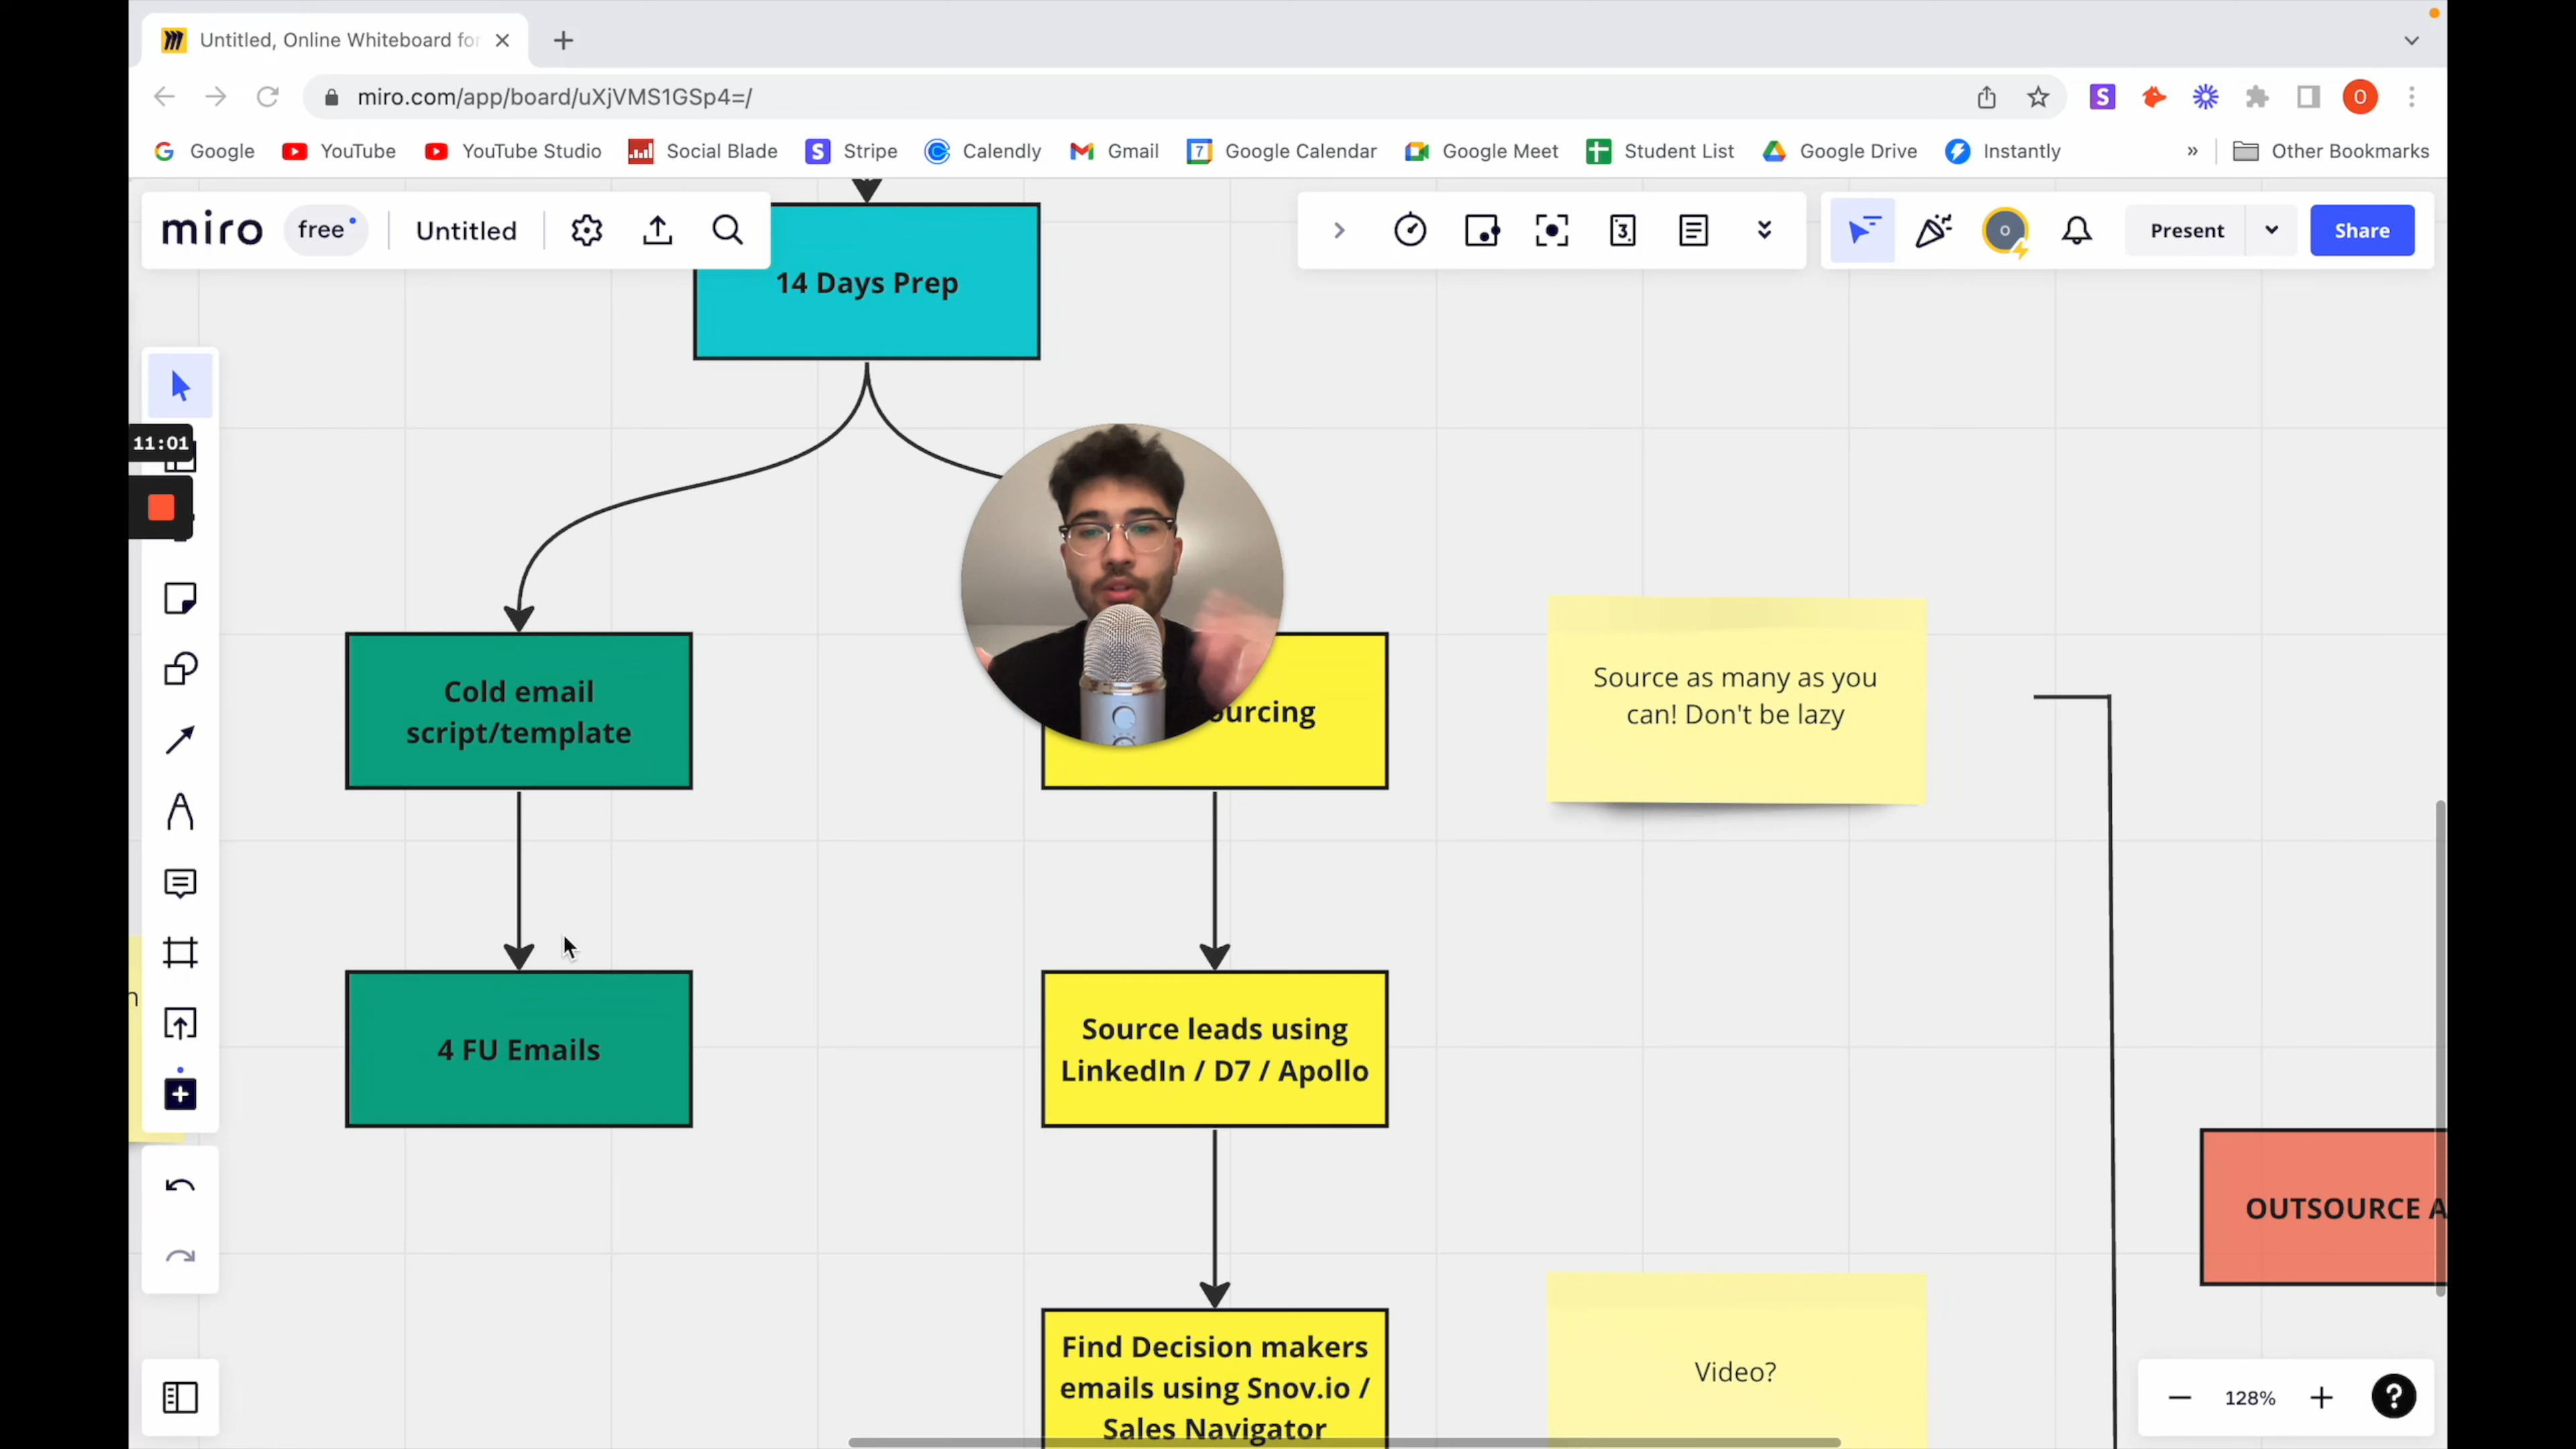 Untitled, Online Whiteboard for
miro.com/app/board/uXjVMS1GSp4=/
S
O
Google
YouTube
YouTube Studio
Social Blade
S Stripe
Calendly
Gmail
7 Google Calendar
Google Meet
Student List
Google Drive
Instantly
»
Other Bookmarks
miro
free
Untitled
3
O
Present
Share
14 Days Prep
11:01
Cold email
script/template
Source as many as you
can! Don't be lazy
4 FU Emails
Source leads using
LinkedIn / D7 / Apollo
OUTSOURCE A
Find Decision makers
emails using Snov.io /
Sales Navigator
Video?
128%
?